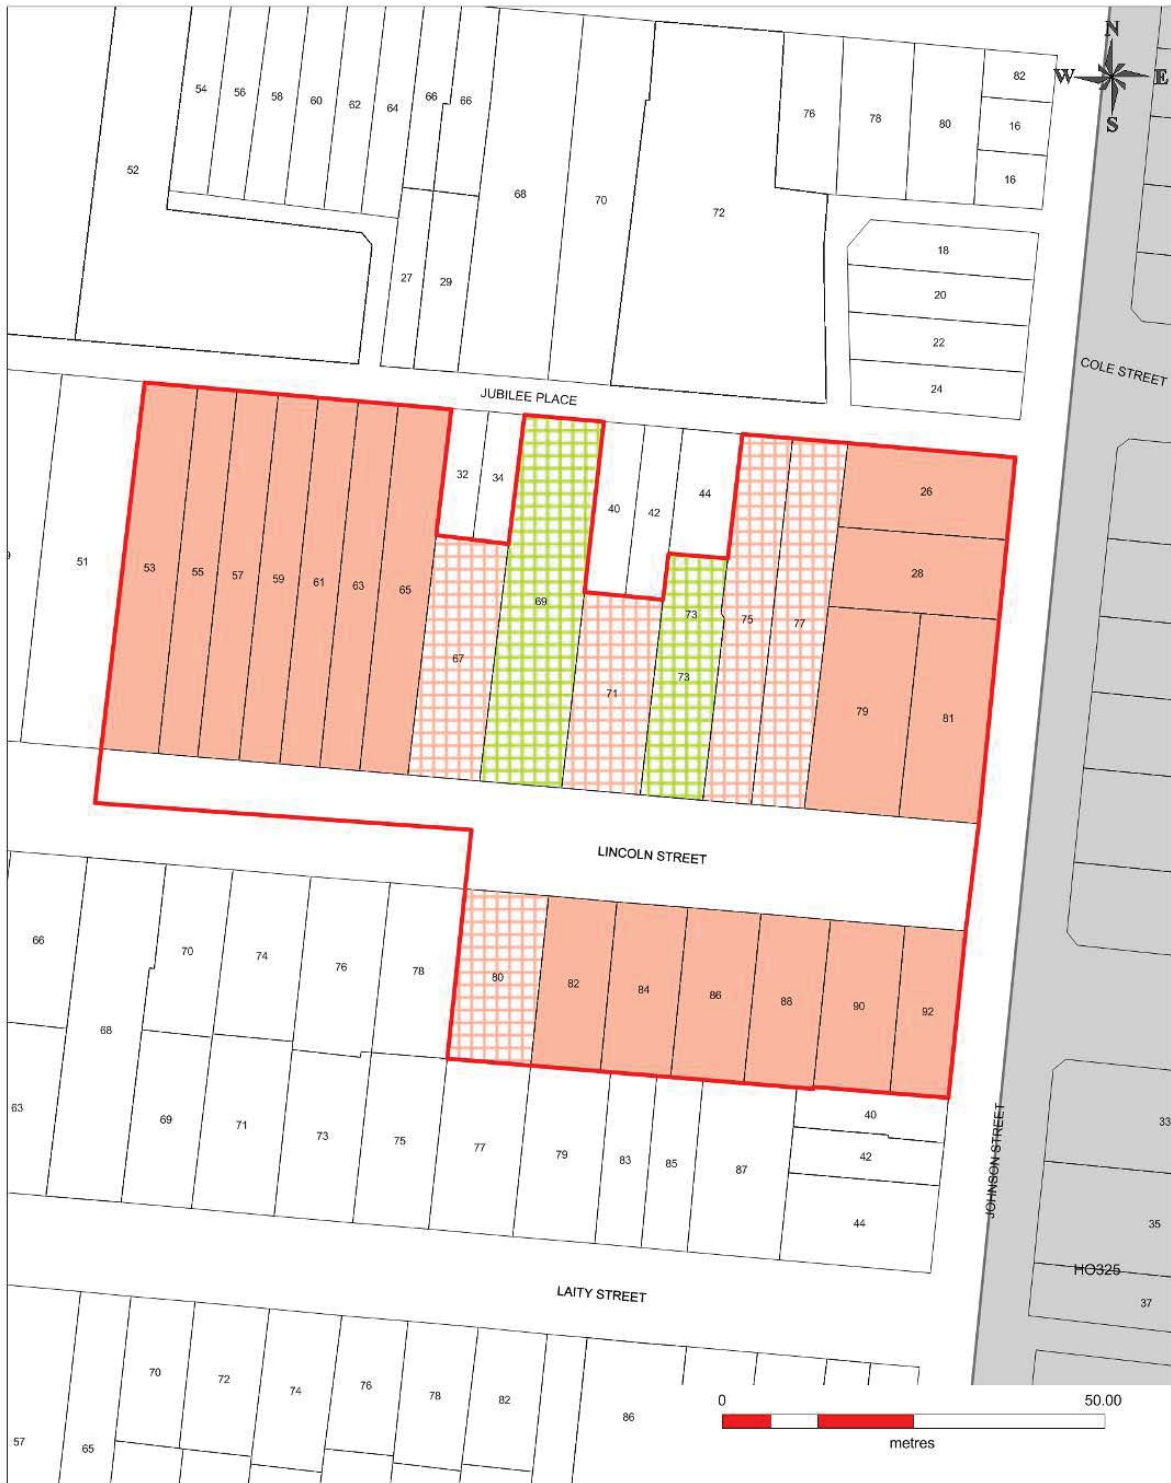 N
W E
S
54 56 58 60 62 64 66 66
52
68 70 72
76 78 80
82
16
16
27 29
18
20
22
24
COLE STREET
JUBILEE PLACE
32 34
40 42 44
51
53 55 57 59 61 63 65
67
69
71
73
73
75
77
26
28
79 81
LINCOLN STREET
66
68
70 74 76 78
80
82 84 86 88 90 92
63
69 71 73 75 77 79 83 85 87
40
42
44
JOHNSON STREET
33
35
HO325
37
LAITY STREET
70 72 74 76 78 82
86
57
65
0 50.00
metres